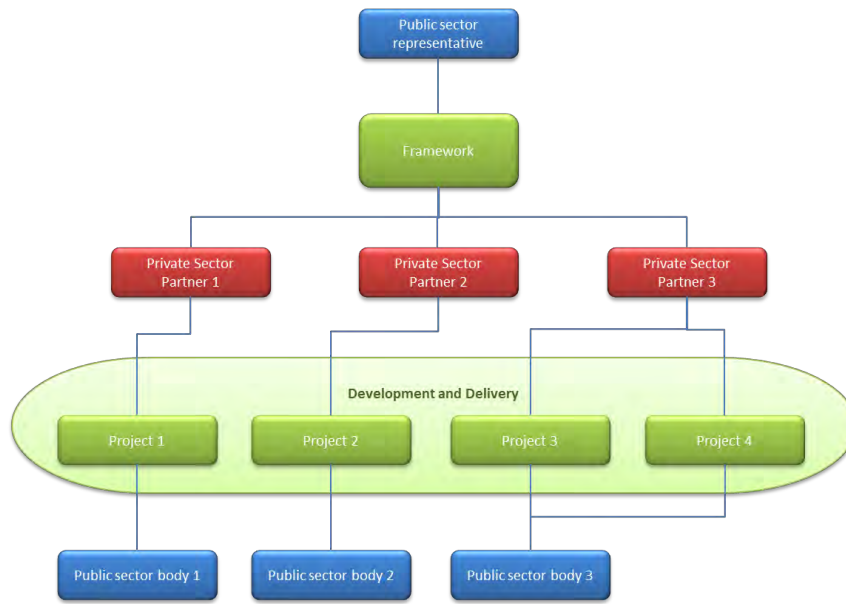 Public sector
representative
Framework
Private Sector
Partner 1
Private Sector
Partner 2
Private Sector
Partner 3
Development and Delivery
Project 1
Project 2
Project 3
Project 4
Public sector body 1
Public sector body 2
Public sector body 3